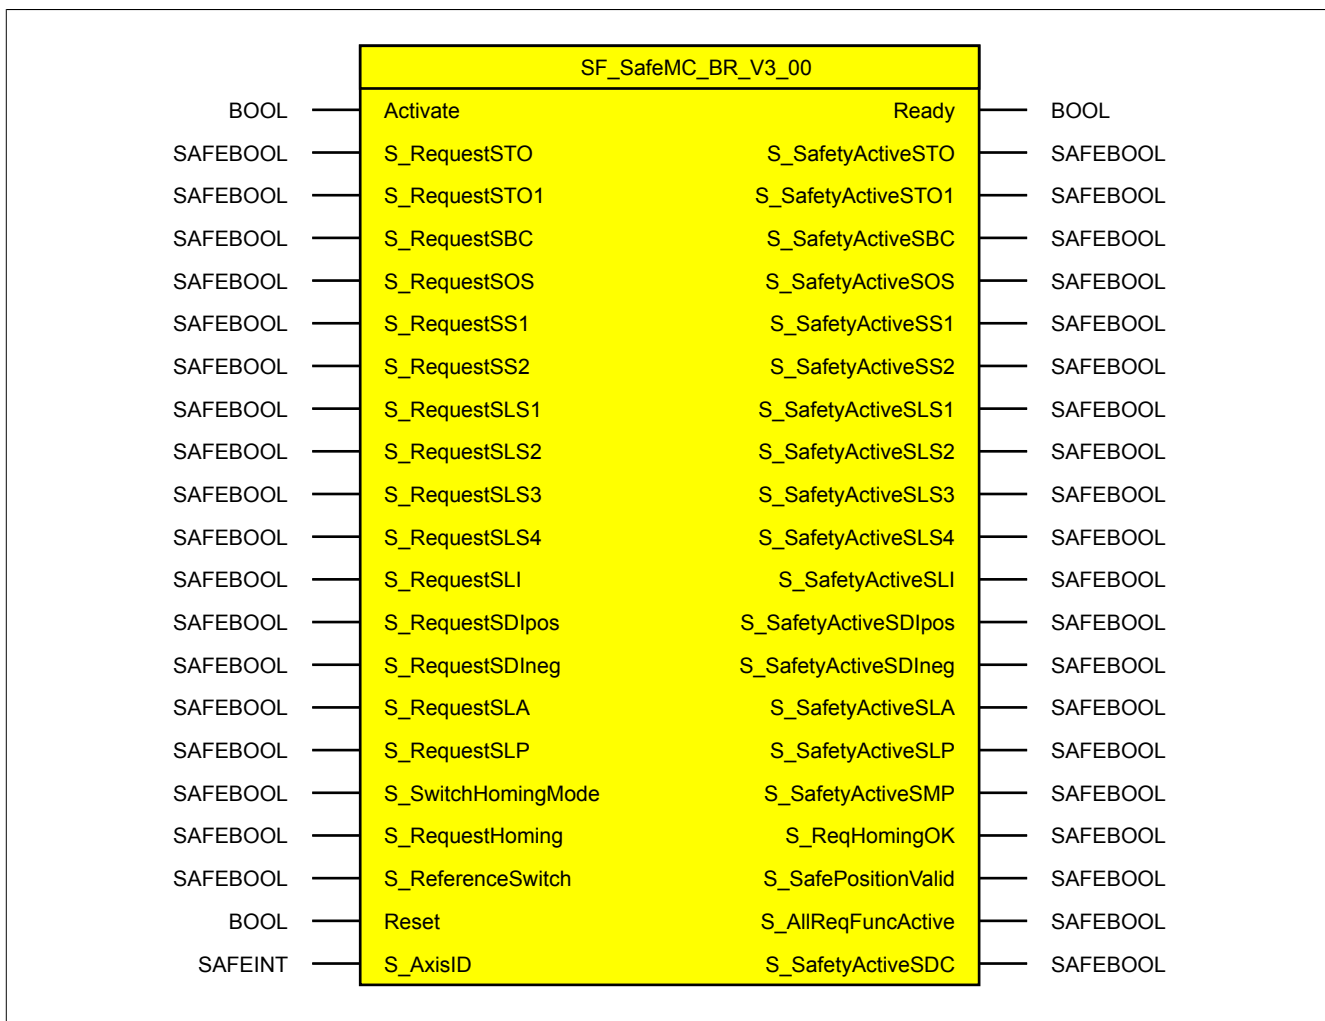 SF_SafeMC_BR_V3_00
BOOL Activate Ready BOOL
SAFEBOOL S_RequestSTO S_SafetyActiveSTO SAFEBOOL
SAFEBOOL S_RequestSTO1 S_SafetyActiveSTO1 SAFEBOOL
SAFEBOOL S_RequestSBC S_SafetyActiveSBC SAFEBOOL
SAFEBOOL S_RequestSOS S_SafetyActiveSOS SAFEBOOL
SAFEBOOL S_RequestSS1 S_SafetyActiveSS1 SAFEBOOL
SAFEBOOL S_RequestSS2 S_SafetyActiveSS2 SAFEBOOL
SAFEBOOL S_RequestSLS1 S_SafetyActiveSLS1 SAFEBOOL
SAFEBOOL S_RequestSLS2 S_SafetyActiveSLS2 SAFEBOOL
SAFEBOOL S_RequestSLS3 S_SafetyActiveSLS3 SAFEBOOL
SAFEBOOL S_RequestSLS4 S_SafetyActiveSLS4 SAFEBOOL
SAFEBOOL S_RequestSLI S_SafetyActiveSLI SAFEBOOL
SAFEBOOL S_RequestSDIpos S_SafetyActiveSDIpos SAFEBOOL
SAFEBOOL S_RequestSDIneg S_SafetyActiveSDIneg SAFEBOOL
SAFEBOOL S_RequestSLA S_SafetyActiveSLA SAFEBOOL
SAFEBOOL S_RequestSLP S_SafetyActiveSLP SAFEBOOL
SAFEBOOL S_SwitchHomingMode S_SafetyActiveSMP SAFEBOOL
SAFEBOOL S_RequestHoming S_ReqHomingOK SAFEBOOL
SAFEBOOL S_ReferenceSwitch S_SafePositionValid SAFEBOOL
BOOL Reset S_AllReqFuncActive SAFEBOOL
SAFEINT S_AxisID S_SafetyActiveSDC SAFEBOOL